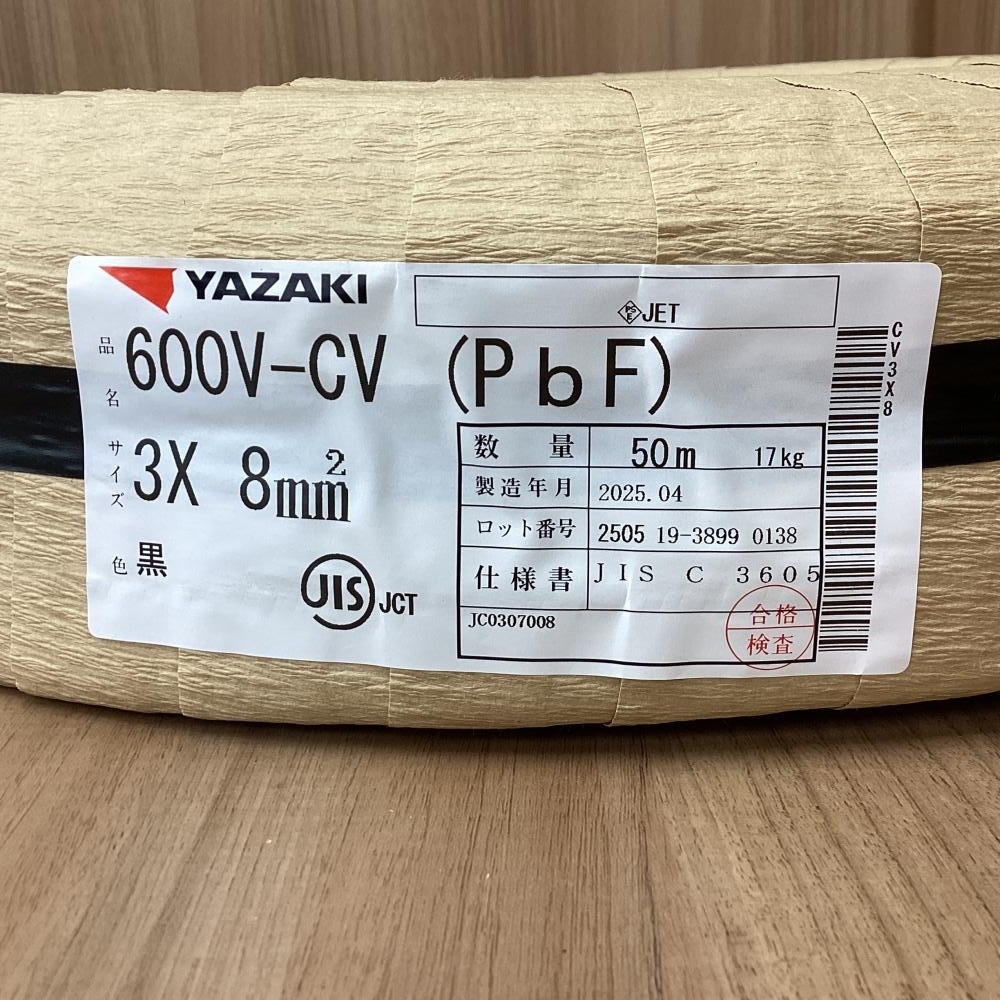 YAZAKI
PSE JET
品名 600V-CV (PbF)
サイズ 3X 8mm²
色 黒
JIS JCT
数量 50m 17kg
製造年月 2025.04
ロット番号 2505 19-3899 0138
仕様書 JIS C 3605
JC0307008
合格
検査
CV3X8